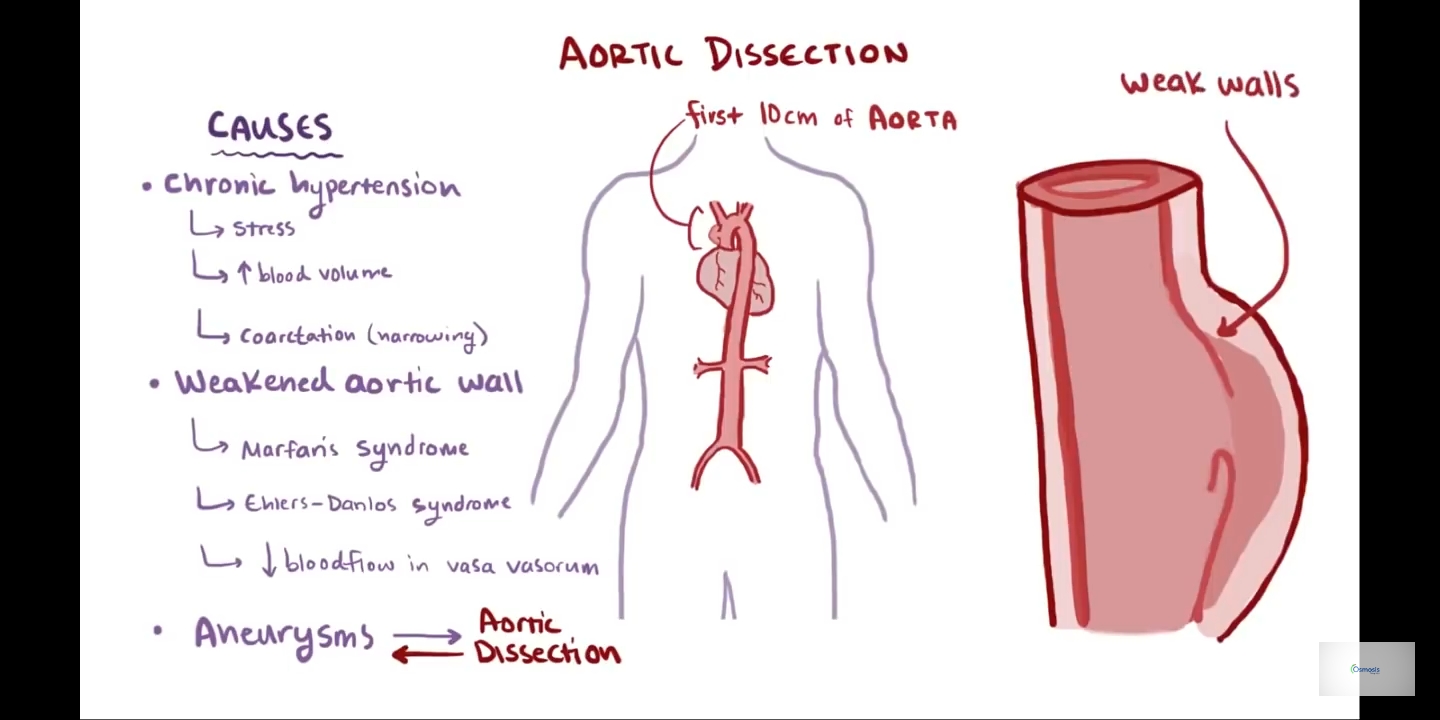 AORTIC DISSECTION
weak walls
first 10cm of AORTA
CAUSES
• Chronic hypertension
↳ Stress
↳ ↑ blood volume
↳ Coarctation (narrowing)
• Weakened aortic wall
↳ Marfan's syndrome
↳ Ehlers-Danlos syndrome
↳ ↓ bloodflow in vasa vasorum
• Aneurysms ⇄ Aortic
Dissection
Osmosis